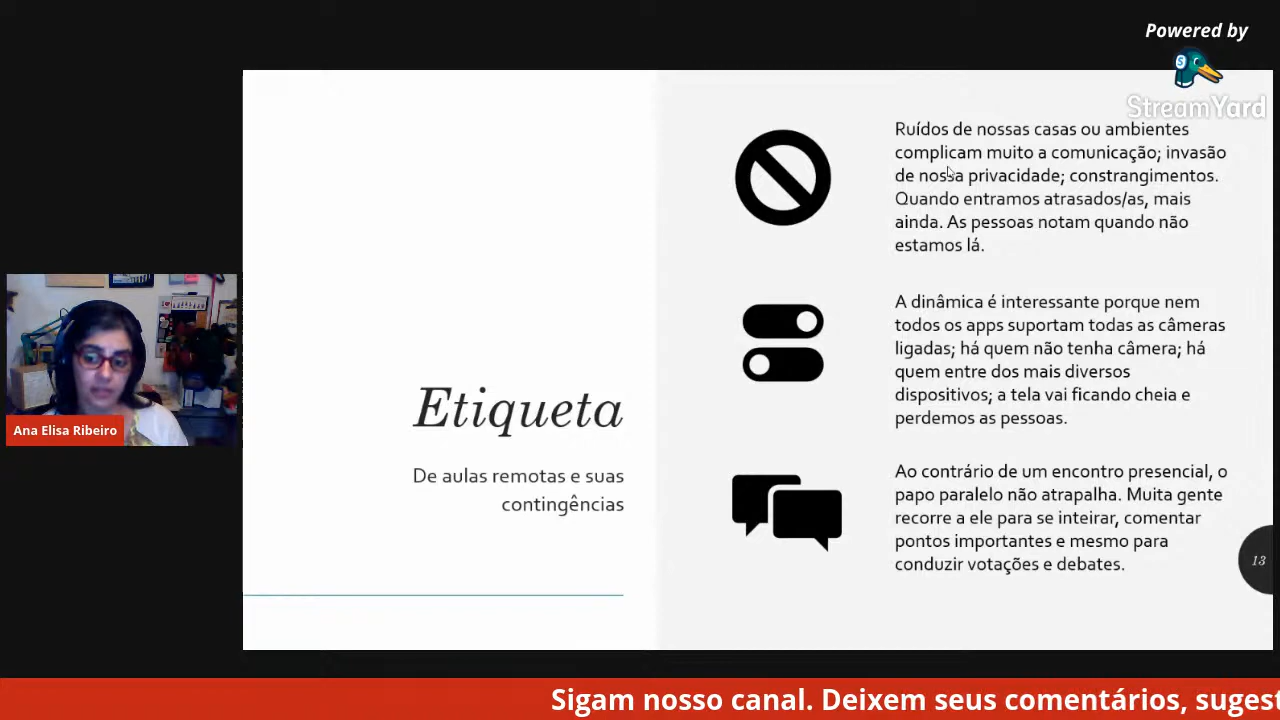 Powered by
StreamYard
Ruídos de nossas casas ou ambientes
complicam muito a comunicação; invasão
de nossa privacidade; constrangimentos.
Quando entramos atrasados/as, mais
ainda. As pessoas notam quando não
estamos lá.
A dinâmica é interessante porque nem
todos os apps suportam todas as câmeras
ligadas; há quem não tenha câmera; há
quem entre dos mais diversos
dispositivos; a tela vai ficando cheia e
perdemos as pessoas.
Etiqueta
De aulas remotas e suas
contingências
Ao contrário de um encontro presencial, o
papo paralelo não atrapalha. Muita gente
recorre a ele para se inteirar, comentar
pontos importantes e mesmo para
conduzir votações e debates.
13
Ana Elisa Ribeiro
Sigam nosso canal. Deixem seus comentários, sugest